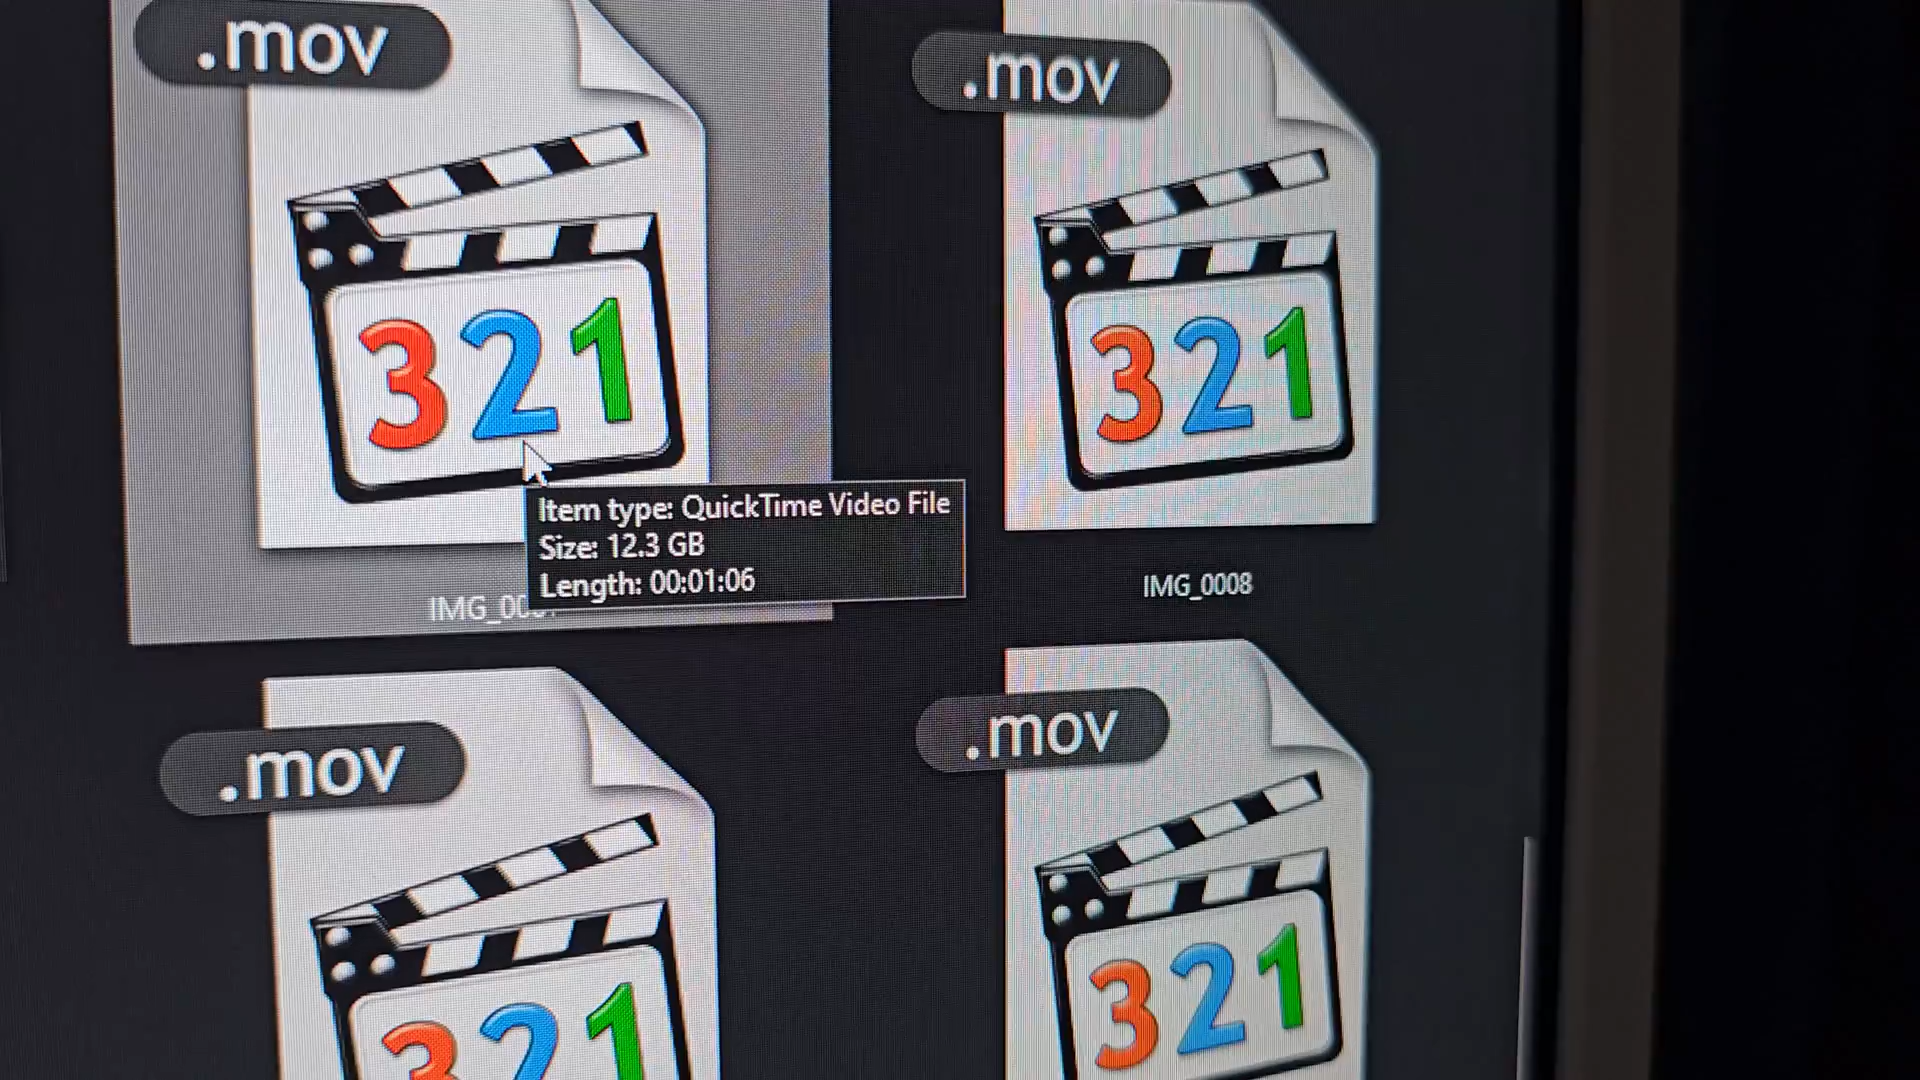 .mov
.mov
321
321
Item type: QuickTime Video File
Size: 12.3 GB
Length: 00:01:06
IMG_0008
.mov
.mov
321
321